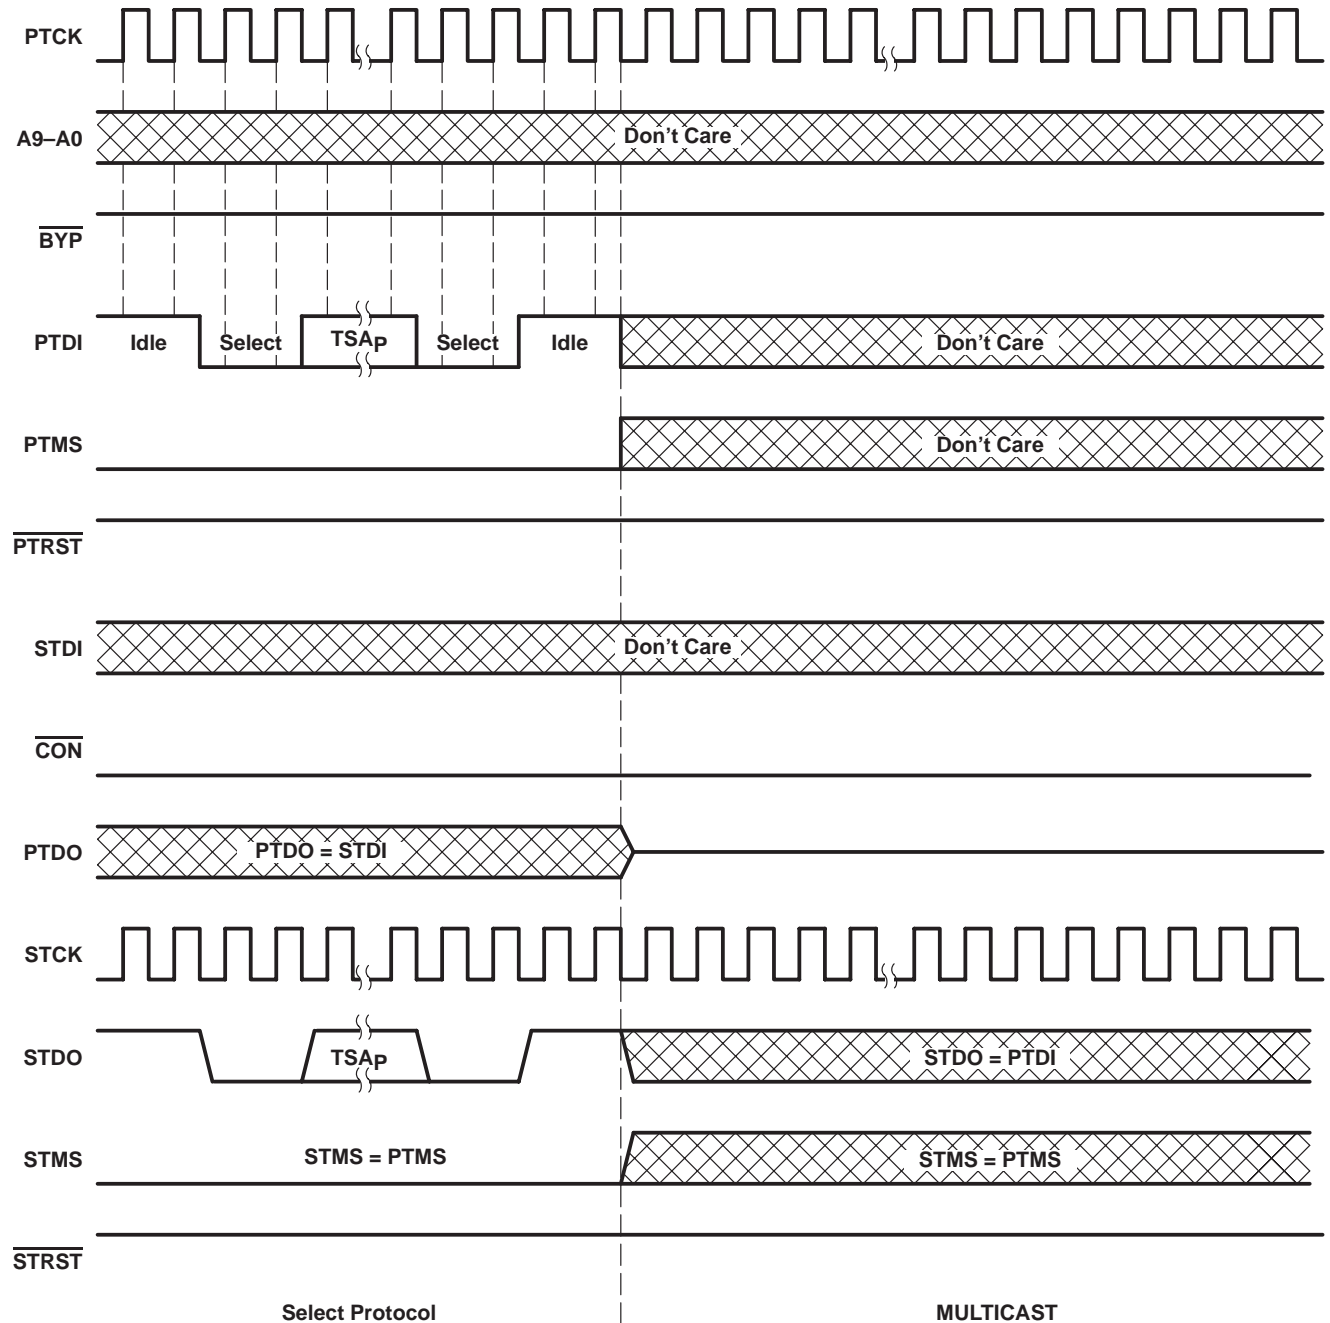 PTCK
A9–A0
Don't Care
BYP
PTDI
Idle
Select
TSAP
Select
Idle
Don't Care
PTMS
Don't Care
PTRST
STDI
Don't Care
CON
PTDO
PTDO = STDI
STCK
STDO
TSAP
STDO = PTDI
STMS
STMS = PTMS
STMS = PTMS
STRST
Select Protocol
MULTICAST